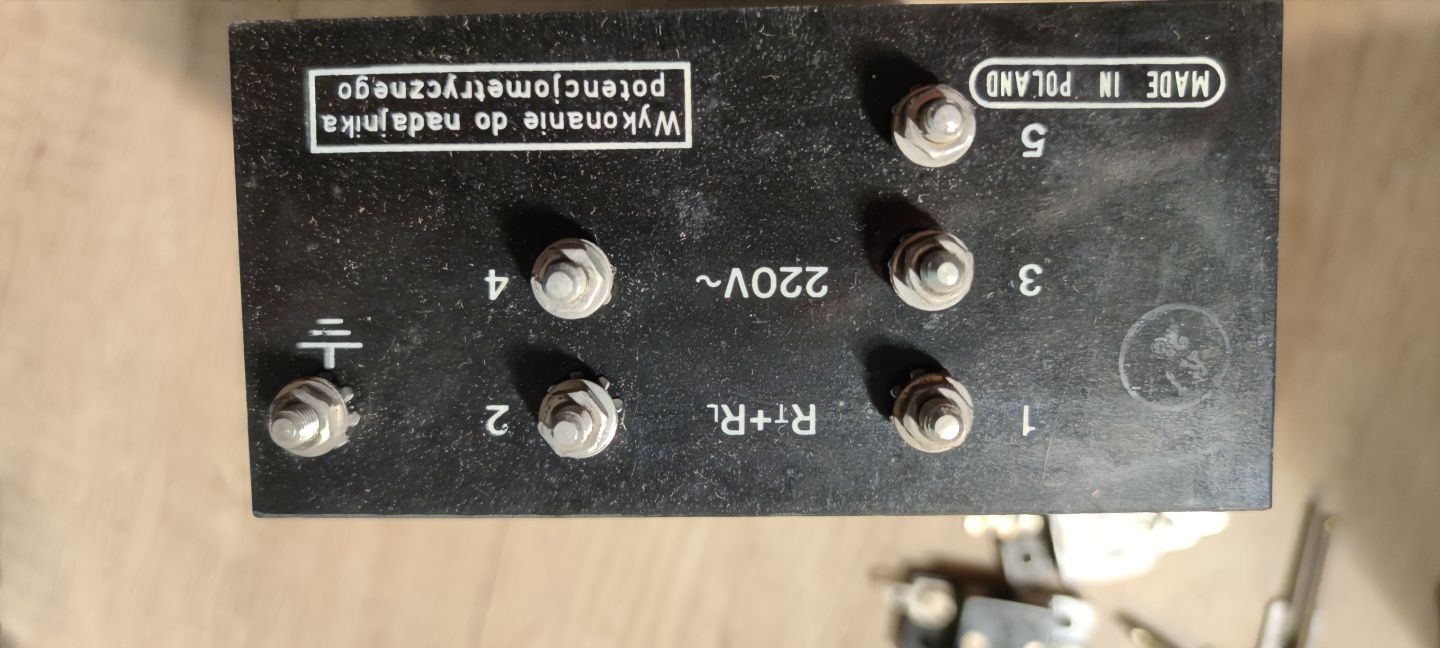 1 RT+RL 2
3 220V~ 4
5
MADE IN POLAND
Wykonanie do nadajnika
potencjometrycznego